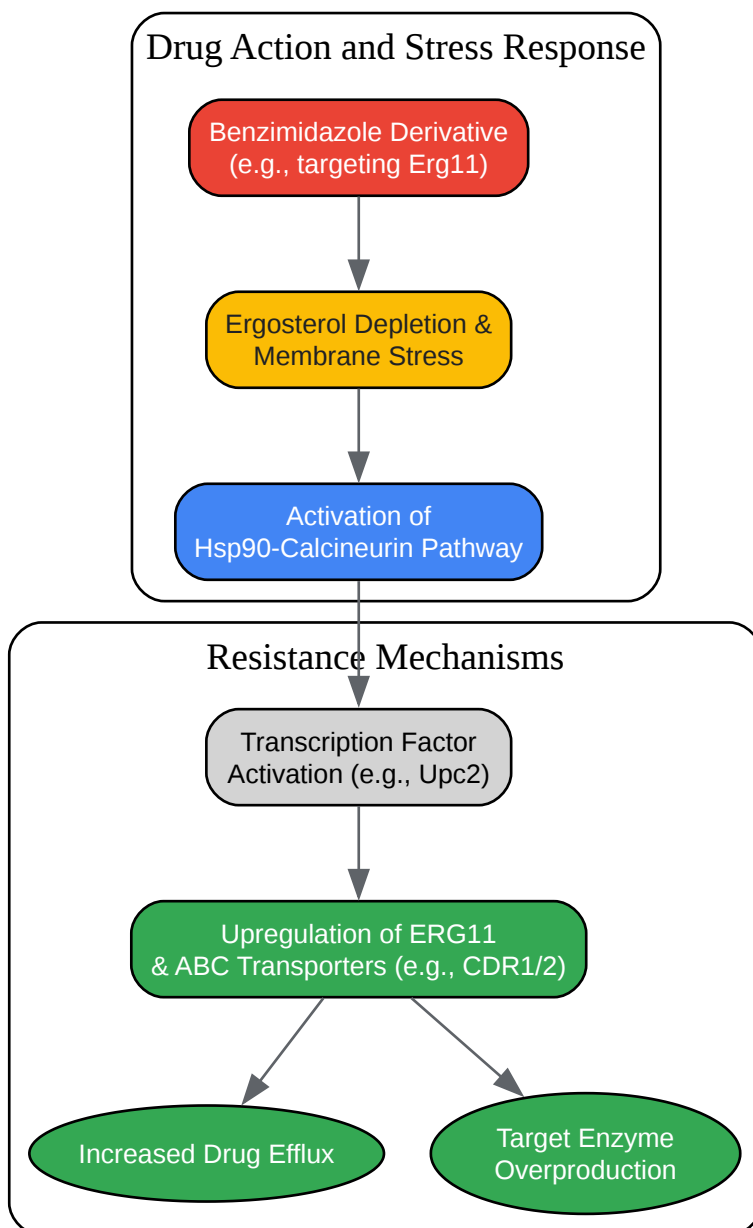 Drug Action and Stress Response
Benzimidazole Derivative
(e.g., targeting Erg11)
Ergosterol Depletion &
Membrane Stress
Activation of
Hsp90-Calcineurin Pathway
Resistance Mechanisms
Transcription Factor
Activation (e.g., Upc2)
Upregulation of ERG11
& ABC Transporters (e.g., CDR1/2)
Increased Drug Efflux
Target Enzyme
Overproduction